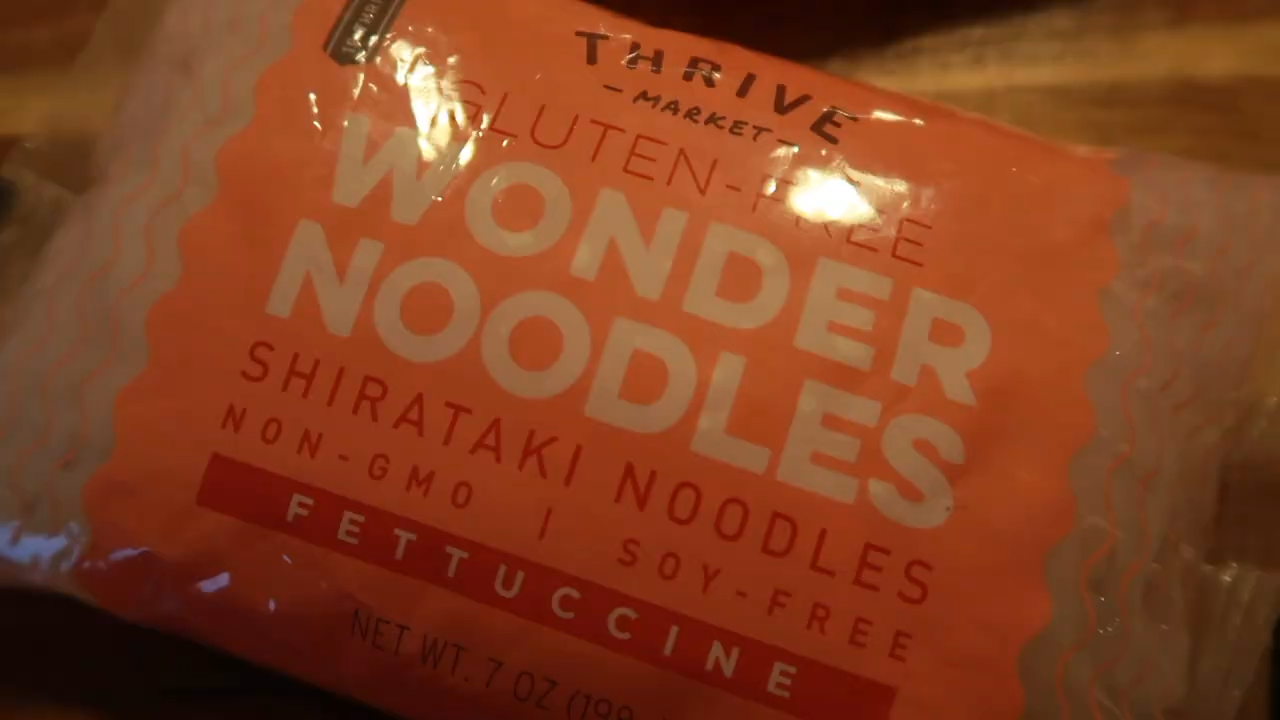 THRIVE
- MARKET -
GLUTEN-FREE
WONDER
NOODLES
SHIRATAKI NOODLES
NON-GMO | SOY-FREE
FETTUCCINE
NET WT. 7 OZ